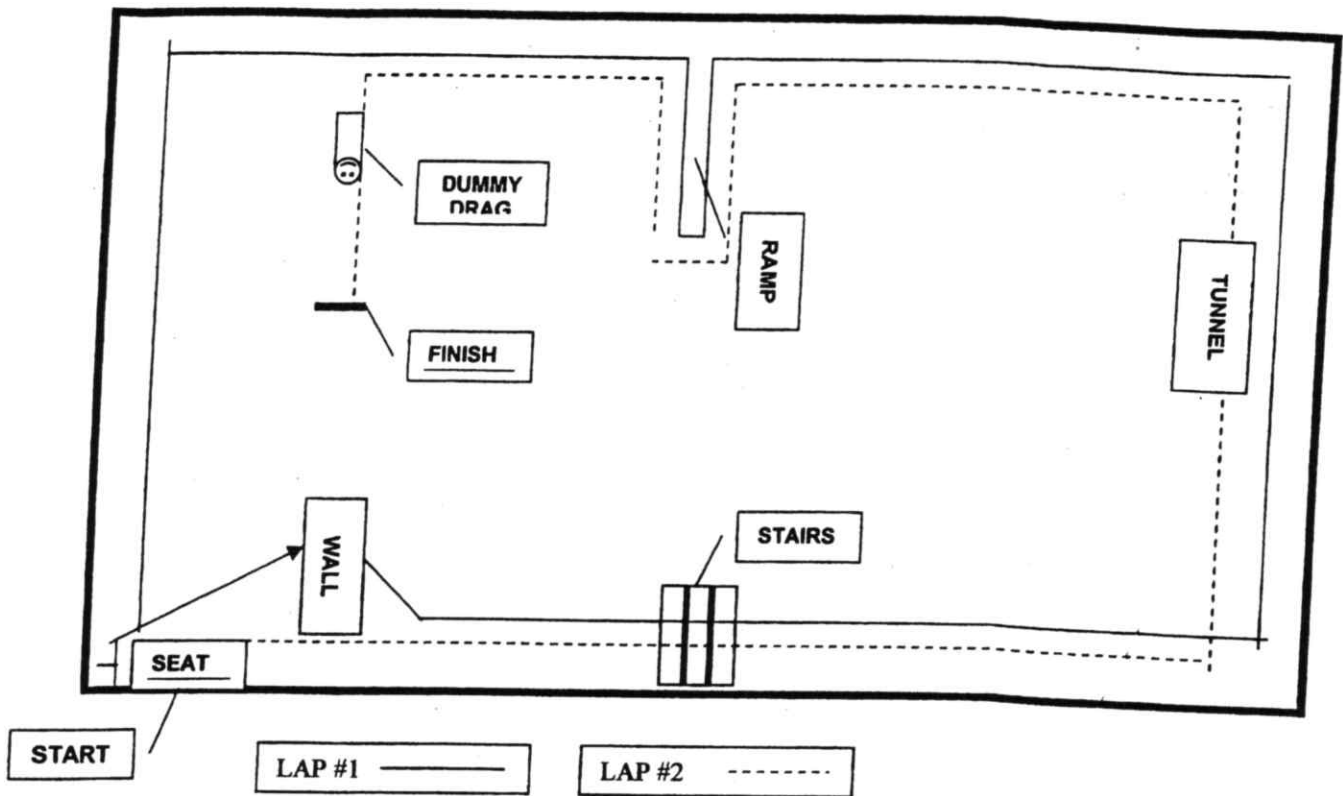 DUMMY
DRAG
RAMP
TUNNEL
FINISH
WALL
STAIRS
SEAT
START
LAP #1
LAP #2